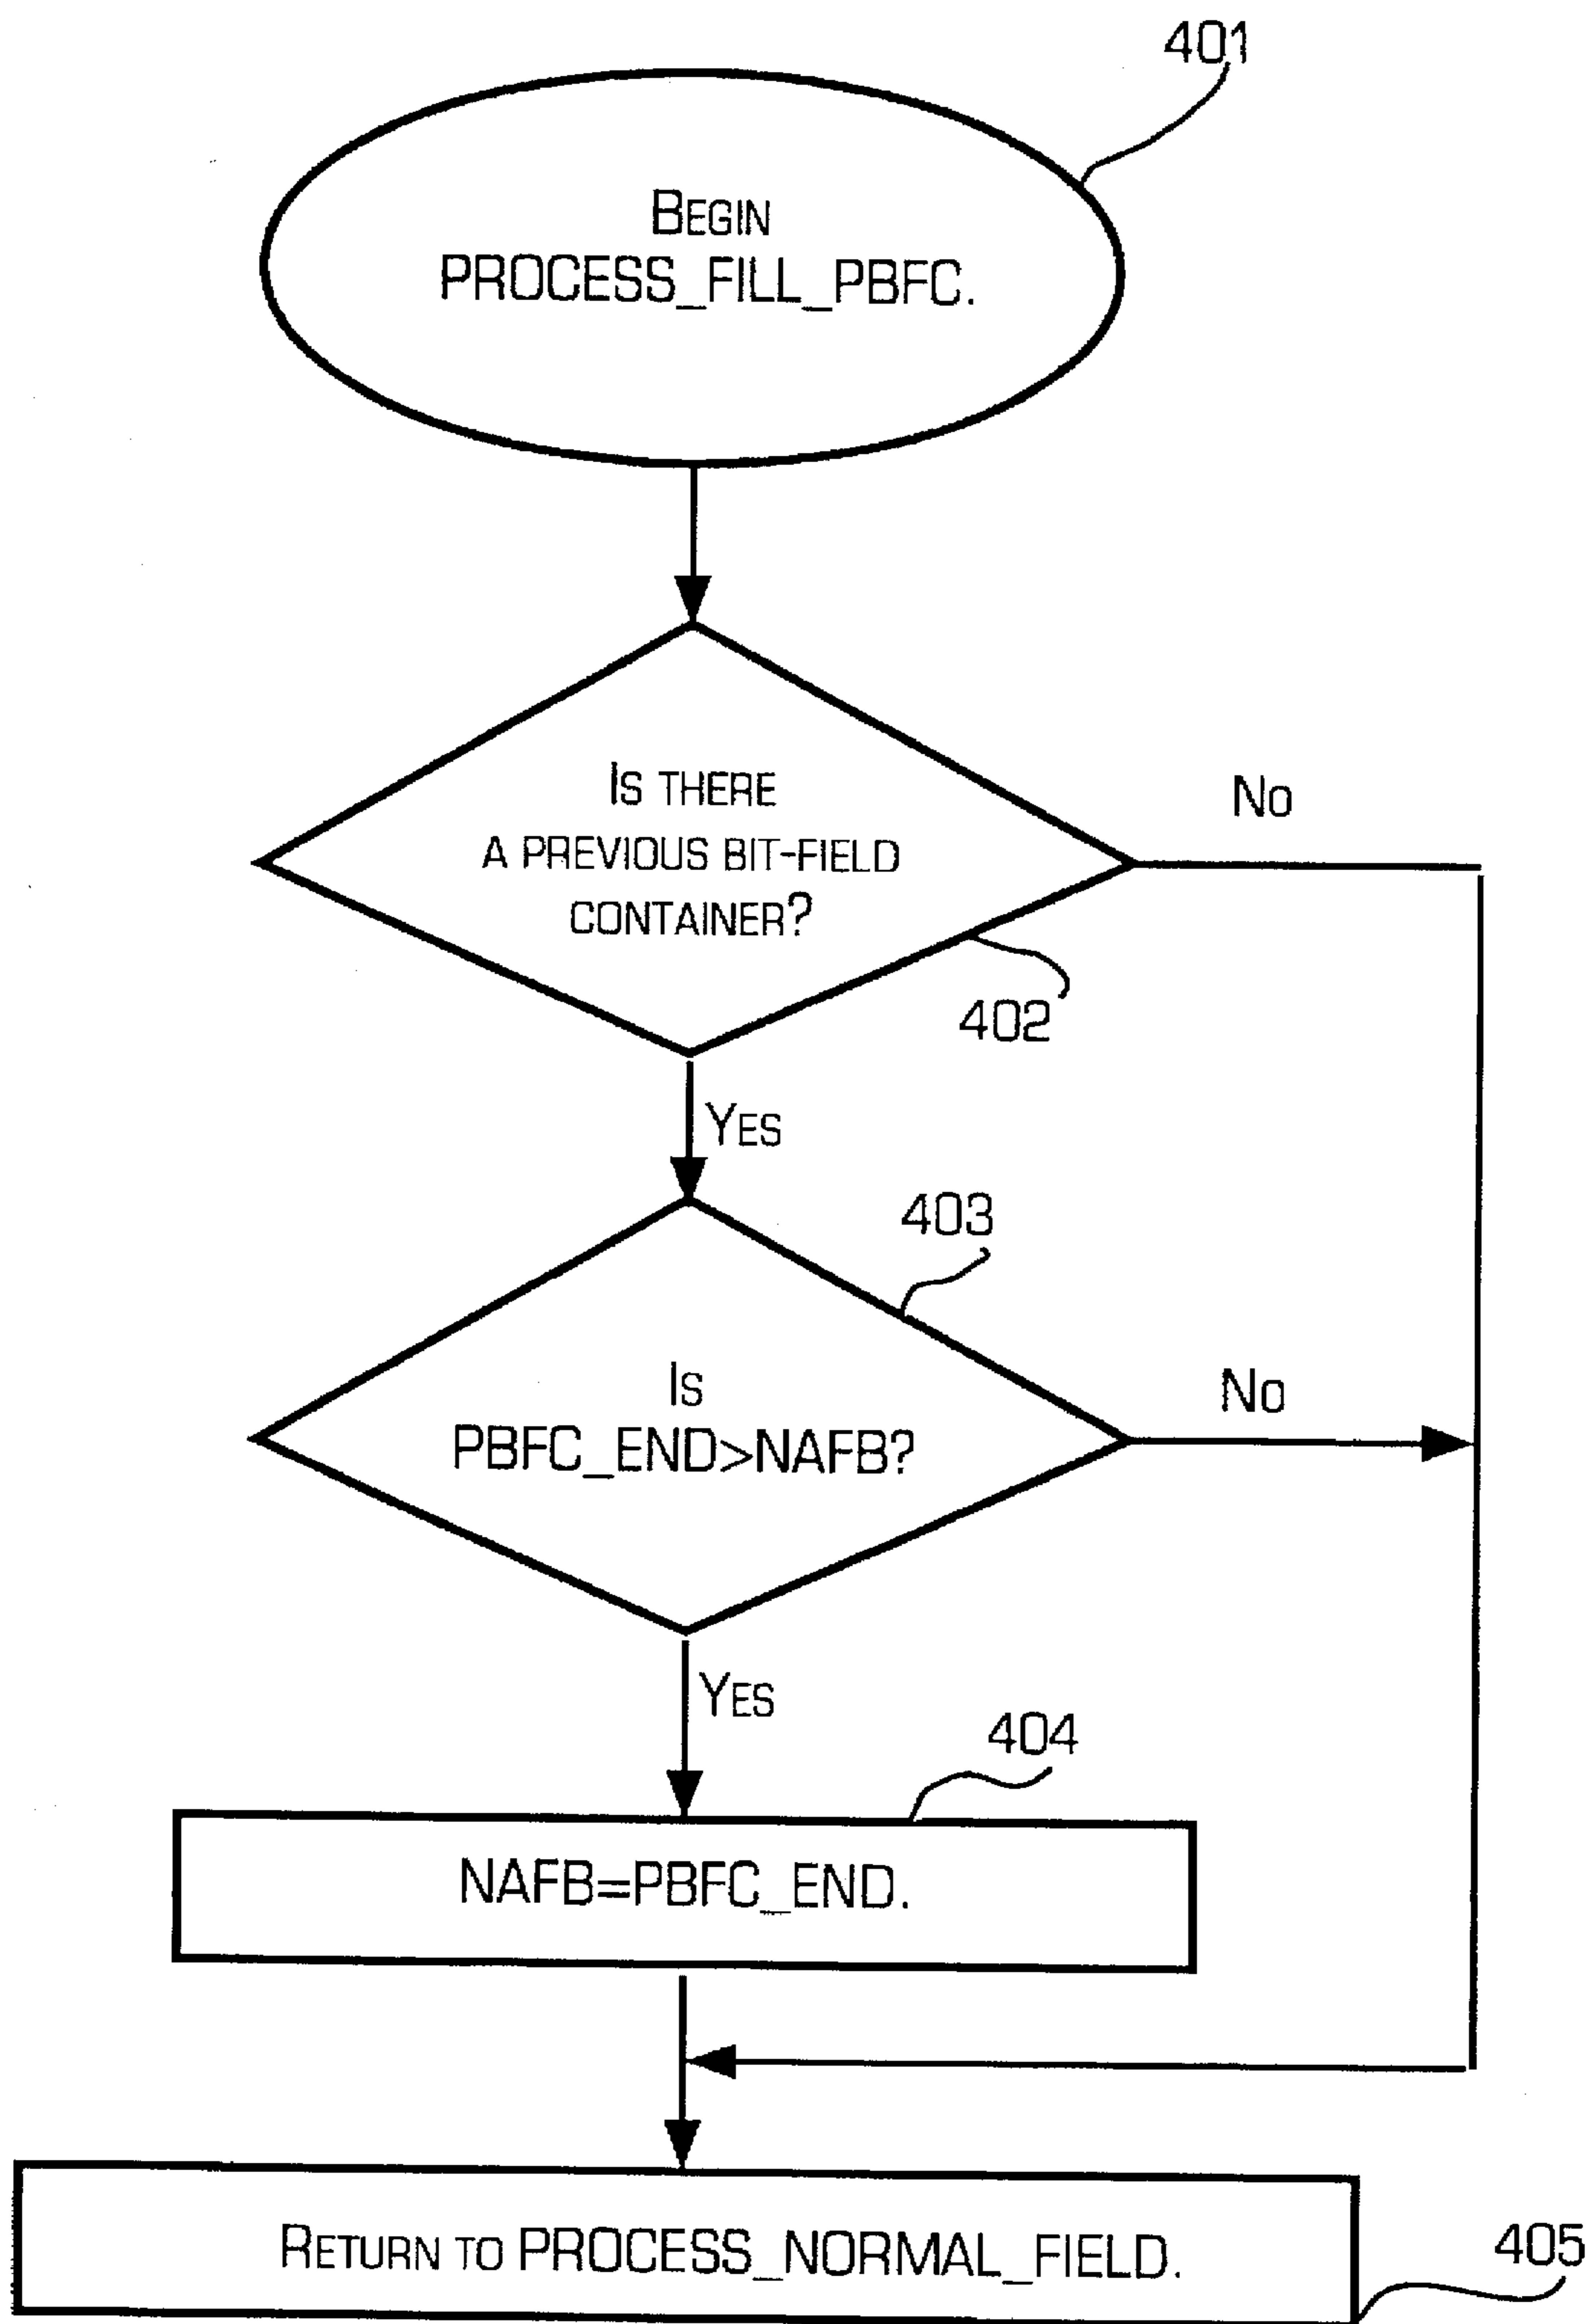 401
Begin
PROCESS_FILL_PBFC.
Is there
a previous bit-field
container?
No
402
Yes
403
Is
PBFC_END>NAFB?
No
Yes
404
NAFB=PBFC_END.
Return to PROCESS_NORMAL_FIELD.
405